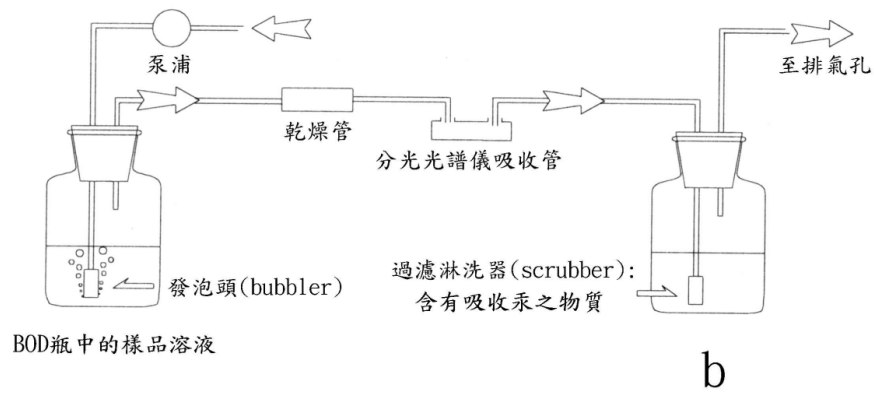 泵浦
至排氣孔
乾燥管
分光光譜儀吸收管
發泡頭(bubbler)
過濾淋洗器(scrubber):
含有吸收汞之物質
BOD瓶中的樣品溶液
b